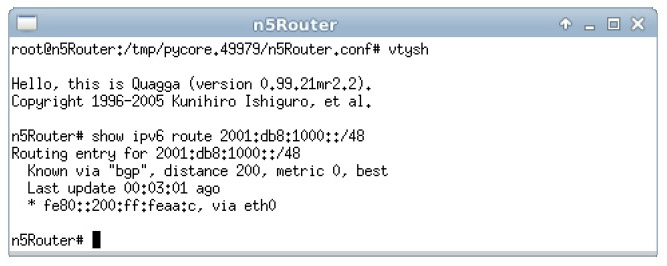 n5Router
root@n5Router:/tmp/pycore.49979/n5Router.conf# vtysh
Hello, this is Quagga (version 0.99.21mr2.2).
Copyright 1996-2005 Kunihiro Ishiguro, et al.
n5Router# show ipv6 route 2001:db8:1000::/48
Routing entry for 2001:db8:1000::/48
  Known via "bgp", distance 200, metric 0, best
  Last update 00:03:01 ago
  * fe80::200:ff:feaa:c, via eth0
n5Router#